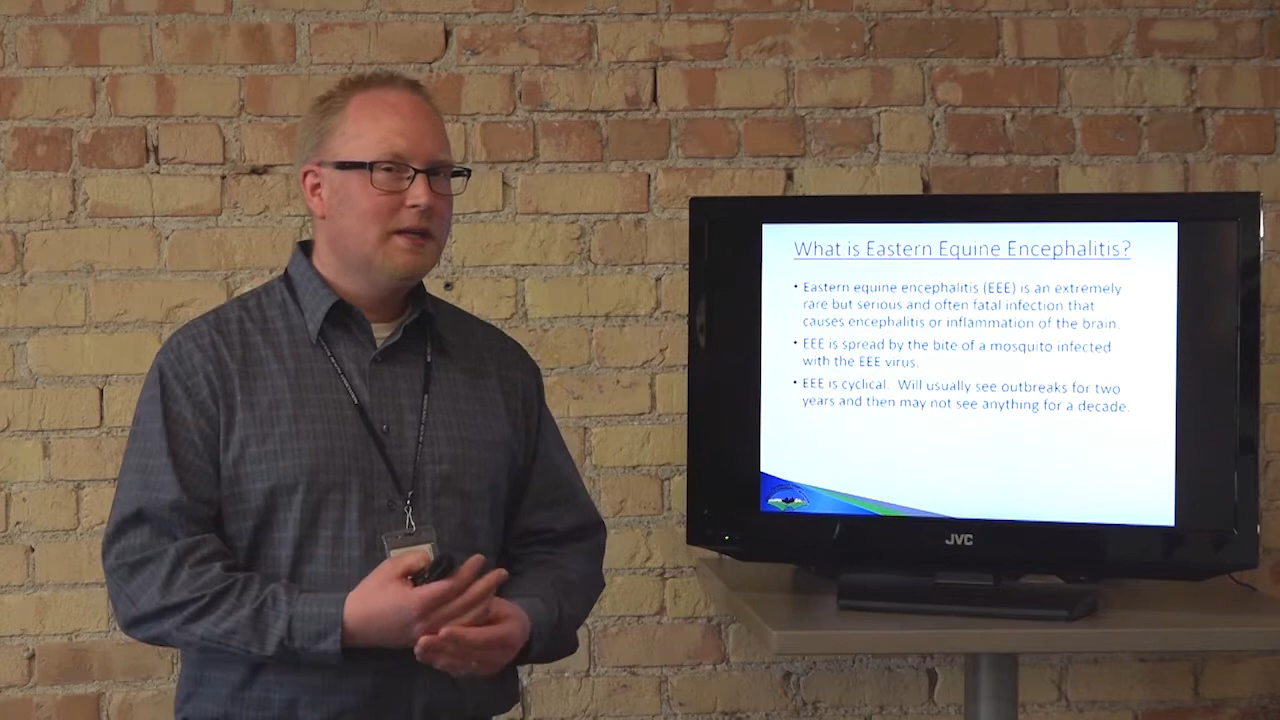 What is Eastern Equine Encephalitis?
• Eastern equine encephalitis (EEE) is an extremely
rare but serious and often fatal infection that
causes encephalitis or inflammation of the brain.
• EEE is spread by the bite of a mosquito infected
with the EEE virus.
• EEE is cyclical. Will usually see outbreaks for two
years and then may not see anything for a decade.
JVC